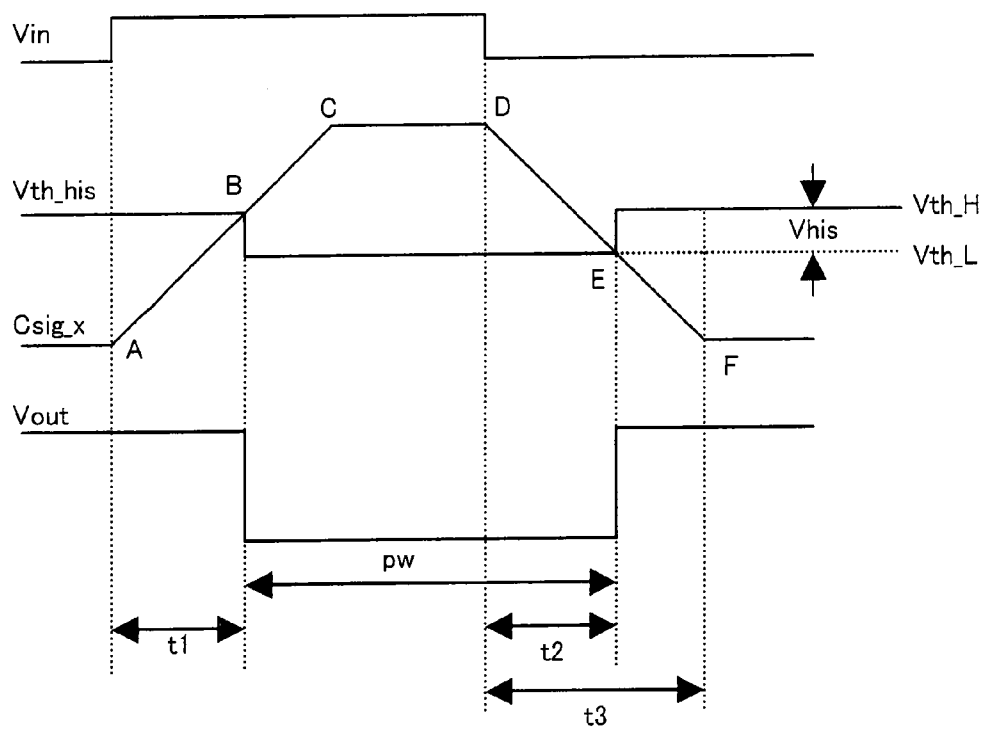 Vin
C
D
Vth_his
B
Vth_H
Vhis
Vth_L
E
Csig_x
A
F
Vout
pw
t1
t2
t3